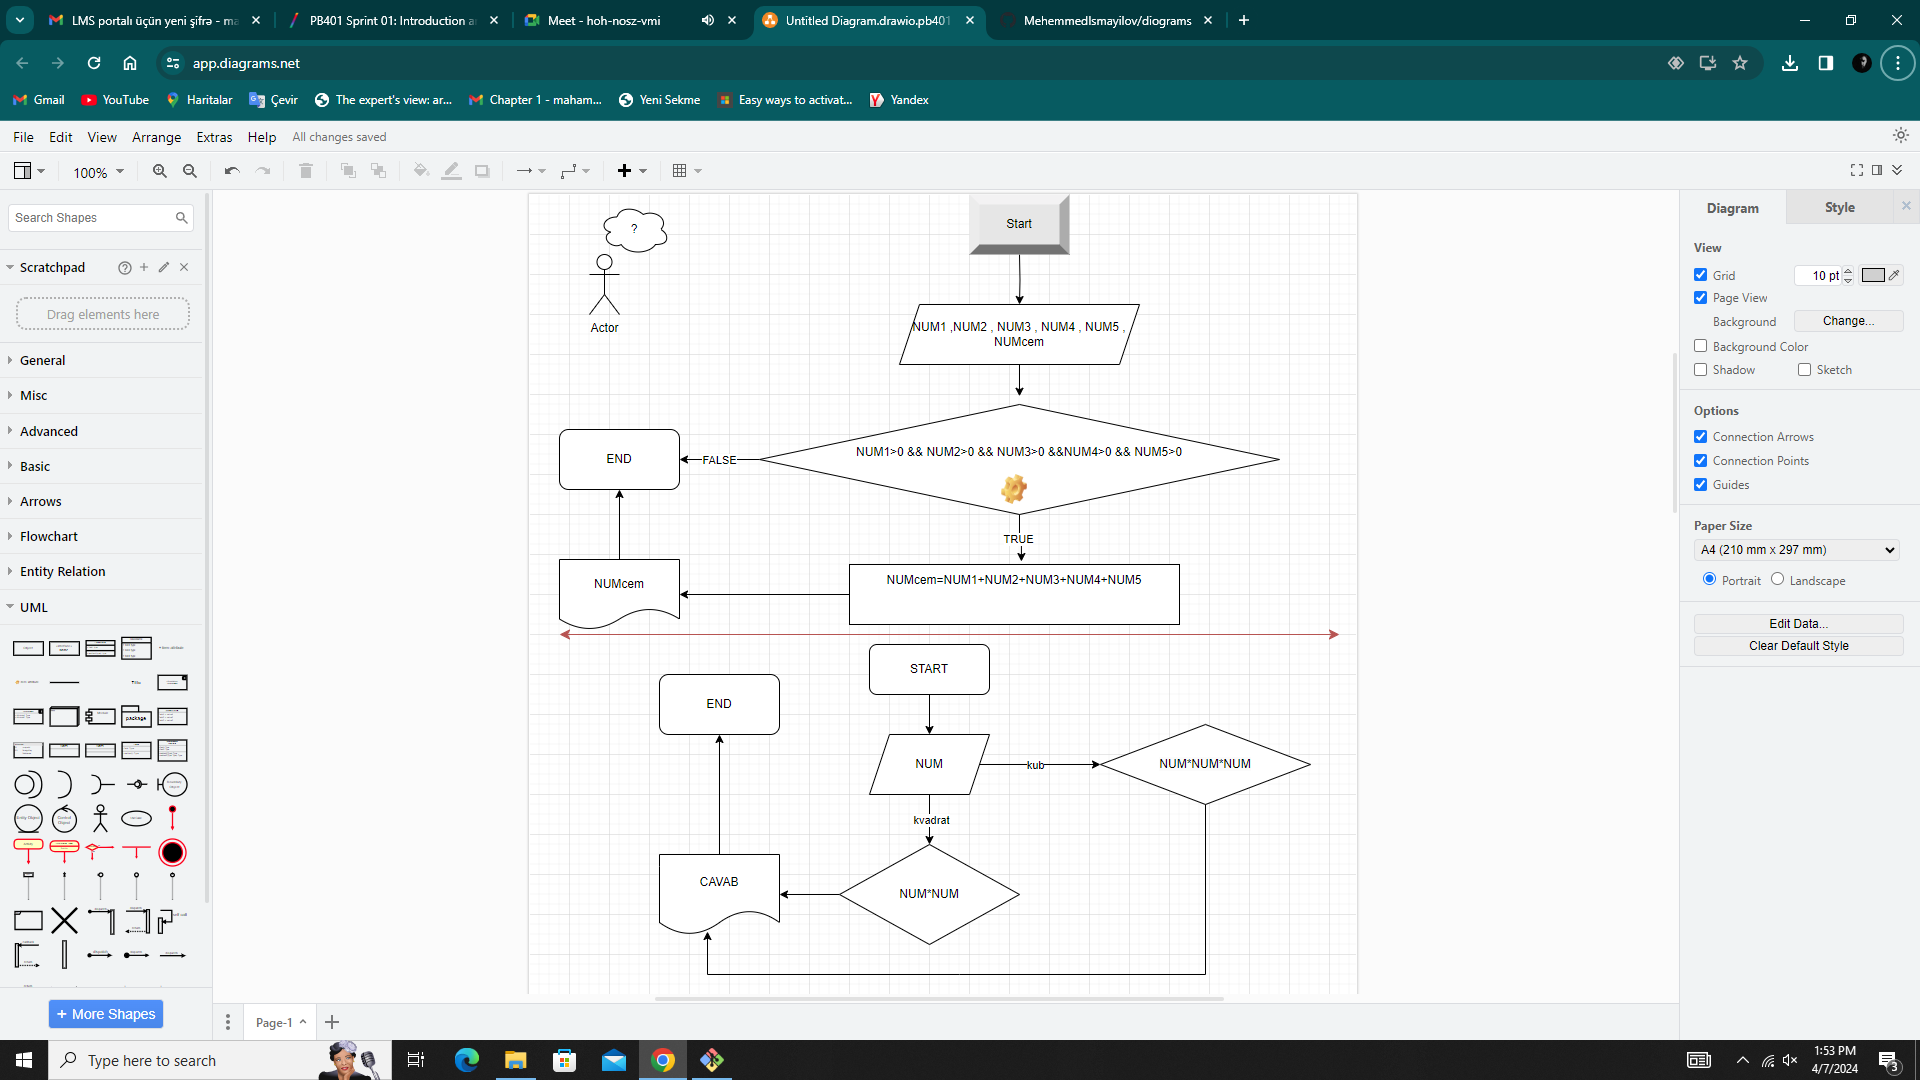 LMS portalı üçün yeni şifrə - ma
PB401 Sprint 01: Introduction a
Meet - hoh-nosz-vmi
Untitled Diagram.drawio.pb401
MehemmedIsmayilov/diograms
app.diagrams.net
Gmail
YouTube
Haritalar
Çevir
The expert's view: ar...
Chapter 1 - maham...
Yeni Sekme
Easy ways to activat...
Yandex
File Edit View Arrange Extras Help All changes saved
100%
Search Shapes
Scratchpad
Drag elements here
General
Misc
Advanced
Basic
Arrows
Flowchart
Entity Relation
UML
package
+ More Shapes
?
Actor
Start
NUM1 ,NUM2 , NUM3 , NUM4 , NUM5 ,
NUMcem
NUM1>0 && NUM2>0 && NUM3>0 &&NUM4>0 && NUM5>0
FALSE
END
TRUE
NUMcem=NUM1+NUM2+NUM3+NUM4+NUM5
NUMcem
START
END
NUM
kub
NUM*NUM*NUM
kvadrat
CAVAB
NUM*NUM
Diagram
Style
View
Grid
10 pt
Page View
Background
Change...
Background Color
Shadow
Sketch
Options
Connection Arrows
Connection Points
Guides
Paper Size
A4 (210 mm x 297 mm)
Portrait
Landscape
Edit Data...
Clear Default Style
Page-1
Type here to search
1:53 PM
4/7/2024
3